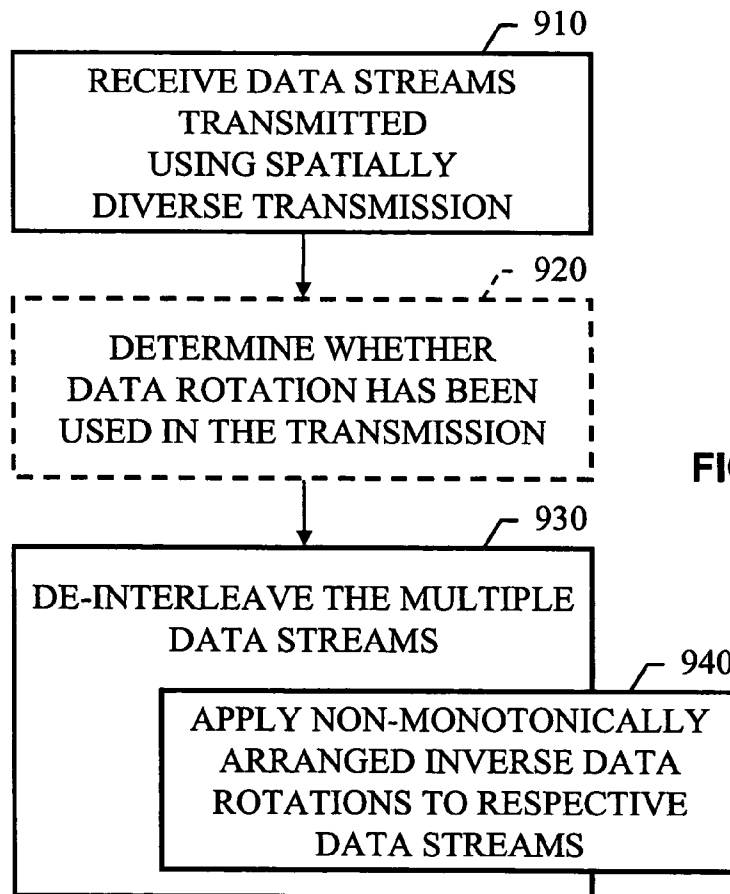 910
RECEIVE DATA STREAMS
TRANSMITTED
USING SPATIALLY
DIVERSE TRANSMISSION
920
DETERMINE WHETHER
DATA ROTATION HAS BEEN
USED IN THE TRANSMISSION
930
DE-INTERLEAVE THE MULTIPLE
DATA STREAMS
940
APPLY NON-MONOTONICALLY
ARRANGED INVERSE DATA
ROTATIONS TO RESPECTIVE
DATA STREAMS